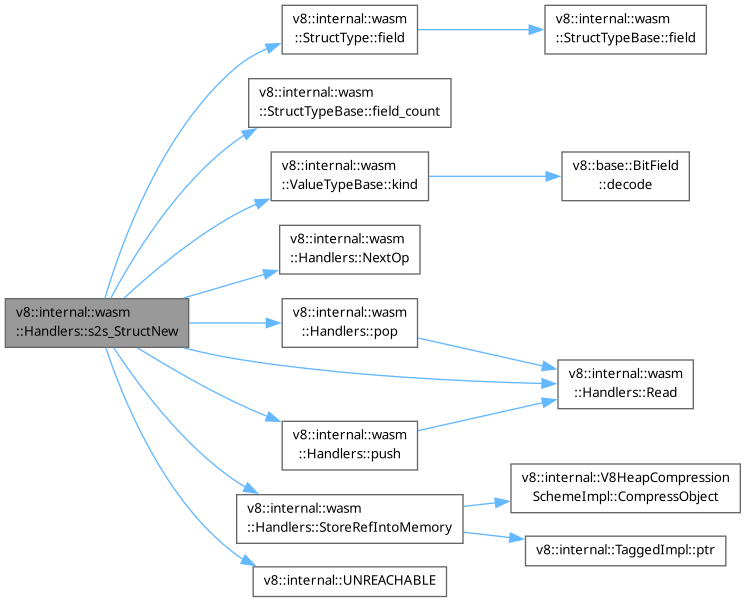 v8::internal::wasm
::StructType::field
v8::internal::wasm
::StructTypeBase::field
v8::internal::wasm
::StructTypeBase::field_count
v8::internal::wasm
::ValueTypeBase::kind
v8::base::BitField
::decode
v8::internal::wasm
::Handlers::NextOp
v8::internal::wasm
::Handlers::s2s_StructNew
v8::internal::wasm
::Handlers::pop
v8::internal::wasm
::Handlers::Read
v8::internal::wasm
::Handlers::push
v8::internal::V8HeapCompression
SchemeImpl::CompressObject
v8::internal::wasm
::Handlers::StoreRefIntoMemory
v8::internal::TaggedImpl::ptr
v8::internal::UNREACHABLE